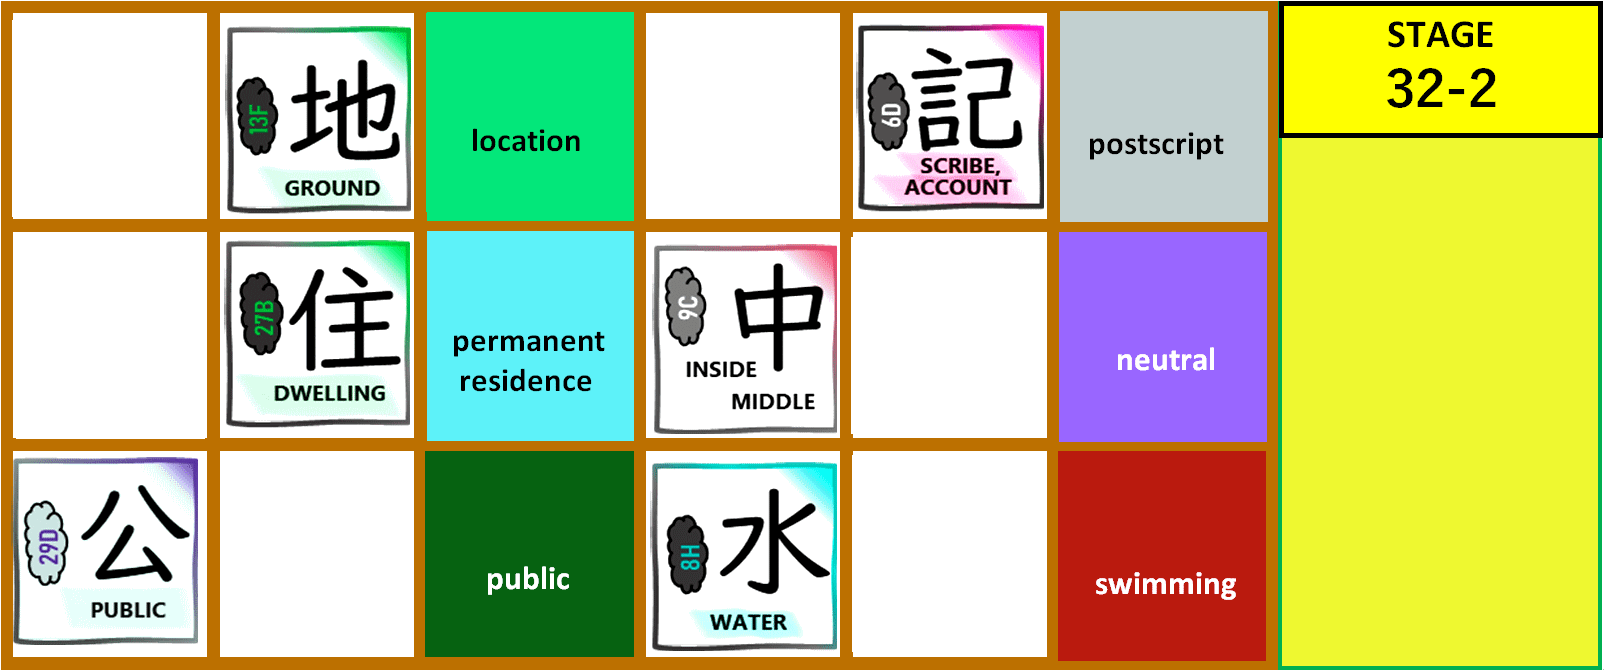 13F
地
GROUND
location
6D
記
SCRIBE,
ACCOUNT
postscript
STAGE
32-2
27B
住
DWELLING
permanent
residence
9C
中
INSIDE
MIDDLE
neutral
29D
公
PUBLIC
public
8H
水
WATER
swimming